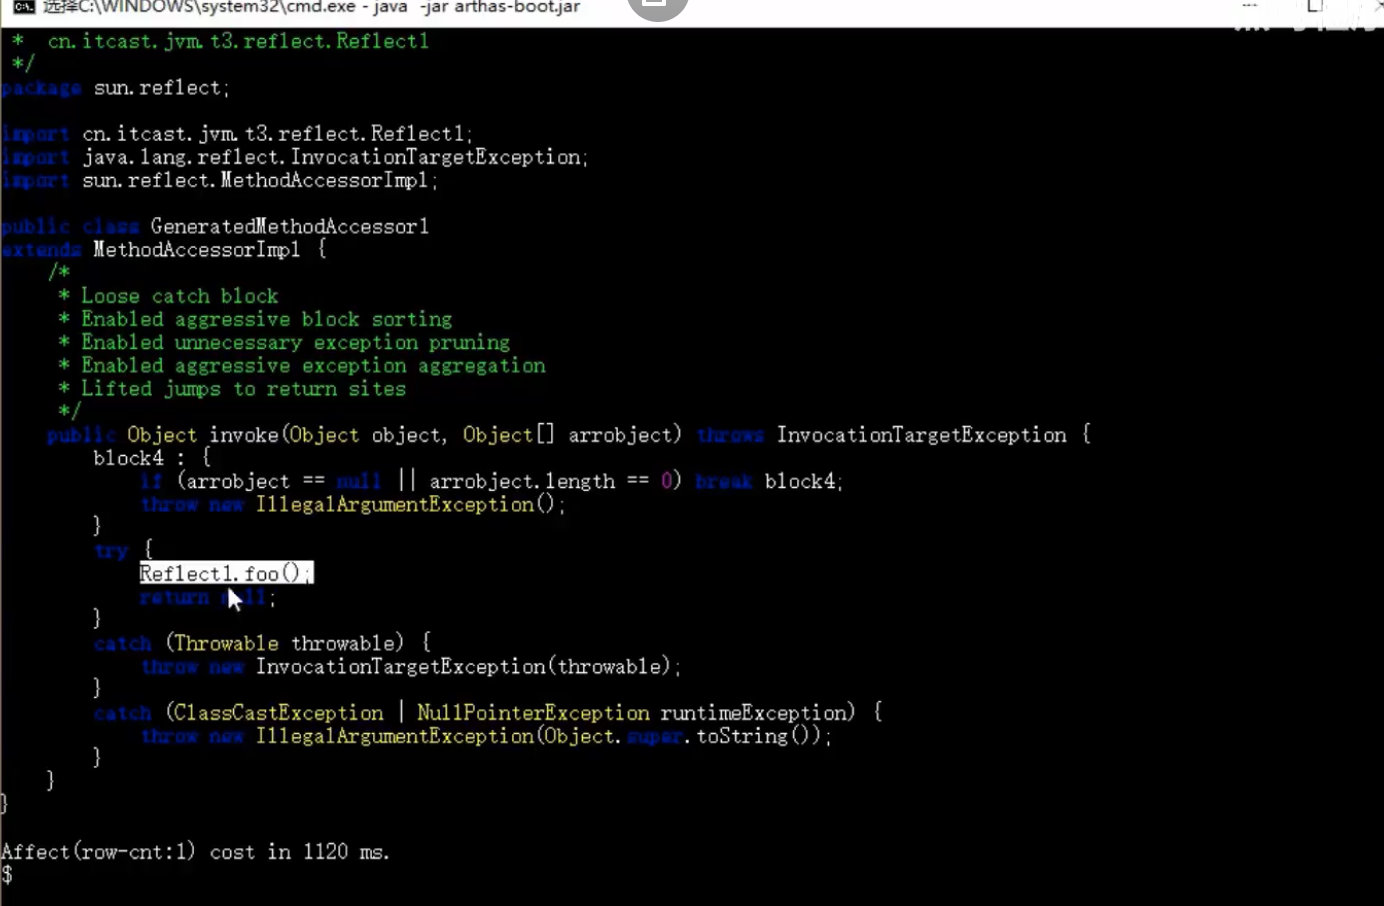 选择C:\WINDOWS\system32\cmd.exe - java -jar arthas-boot.jar
* cn.itcast.jvm.t3.reflect.Reflect1
*/
package sun.reflect;
import cn.itcast.jvm.t3.reflect.Reflect1;
import java.lang.reflect.InvocationTargetException;
import sun.reflect.MethodAccessorImpl;
public class GeneratedMethodAccessor1
extends MethodAccessorImpl {
/*
* Loose catch block
* Enabled aggressive block sorting
* Enabled unnecessary exception pruning
* Enabled aggressive exception aggregation
* Lifted jumps to return sites
*/
public Object invoke(Object object, Object[] arrobject) throws InvocationTargetException {
block4 : {
if (arrobject == null || arrobject.length == 0) break block4;
throw new IllegalArgumentException();
}
try {
Reflect1.foo();
return null;
}
catch (Throwable throwable) {
throw new InvocationTargetException(throwable);
}
catch (ClassCastException | NullPointerException runtimeException) {
throw new IllegalArgumentException(Object.super.toString());
}
}
}
Affect(row-cnt:1) cost in 1120 ms.
$